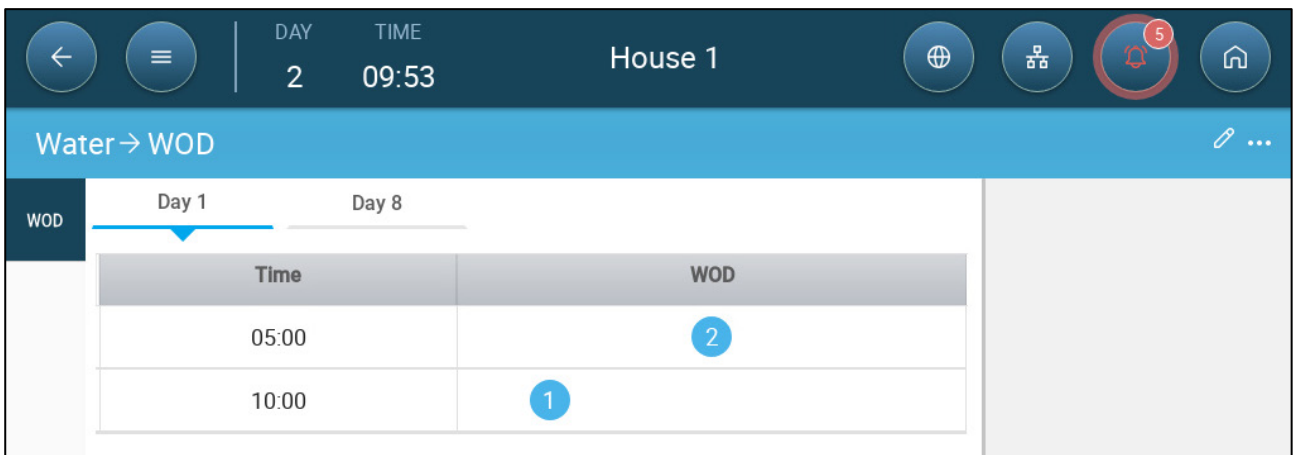 DAY TIME
2 09:53
House 1
5
Water → WOD
WOD
Day 1 Day 8
Time WOD
05:00 2
10:00 1